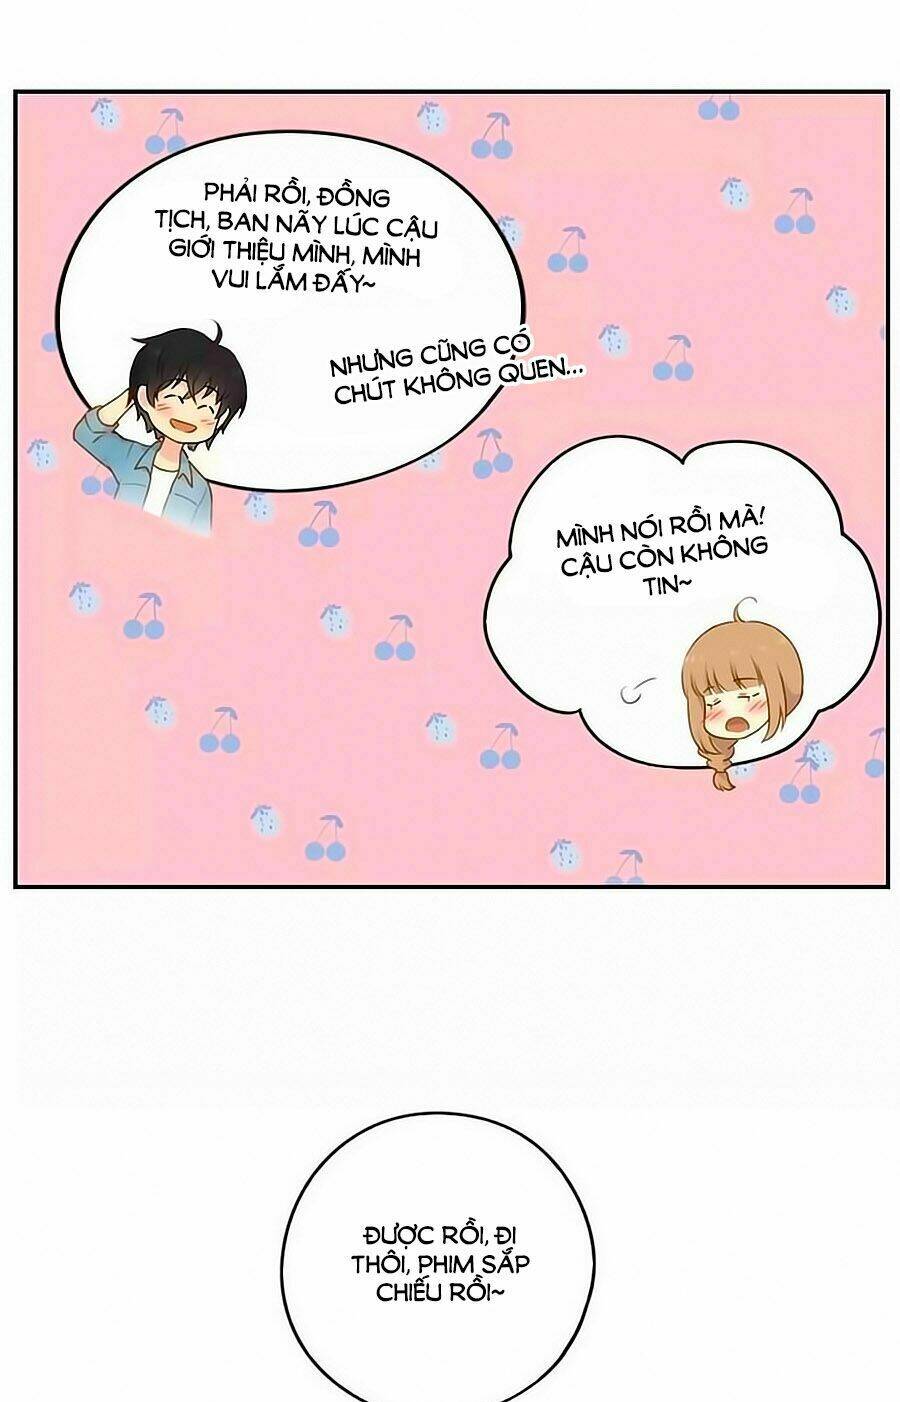 PHẢI RỒI, ĐỒNG
TỊCH, BAN NÃY LÚC CẬU
GIỚI THIỆU MÌNH, MÌNH
VUI LẮM ĐẤY~
NHƯNG CŨNG CÓ
CHÚT KHÔNG QUEN...
MÌNH NÓI RỒI MÀ!
CẬU CÒN KHÔNG
TIN~
ĐƯỢC RỒI, ĐI
THÔI, PHIM SẮP
CHIẾU RỒI~